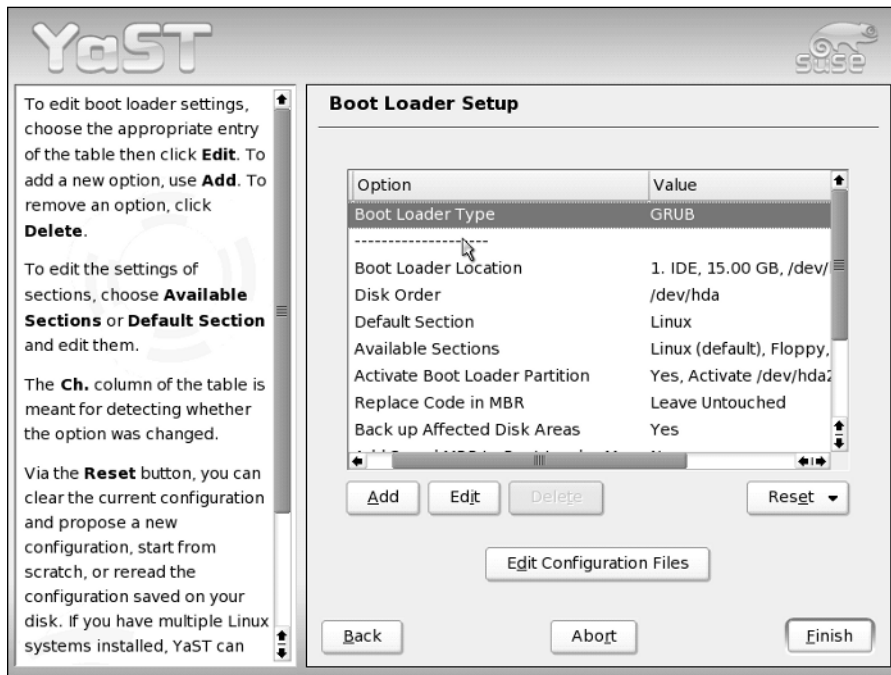 YaST
SUSE
To edit boot loader settings,
choose the appropriate entry
of the table then click Edit. To
add a new option, use Add. To
remove an option, click
Delete.
To edit the settings of
sections, choose Available
Sections or Default Section
and edit them.
The Ch. column of the table is
meant for detecting whether
the option was changed.
Via the Reset button, you can
clear the current configuration
and propose a new
configuration, start from
scratch, or reread the
configuration saved on your
disk. If you have multiple Linux
systems installed, YaST can
Boot Loader Setup
Option Value
Boot Loader Type GRUB
--------------------
Boot Loader Location 1. IDE, 15.00 GB, /dev/
Disk Order /dev/hda
Default Section Linux
Available Sections Linux (default), Floppy,
Activate Boot Loader Partition Yes, Activate /dev/hda2
Replace Code in MBR Leave Untouched
Back up Affected Disk Areas Yes
Add Edit Delete Reset
Edit Configuration Files
Back Abort Finish